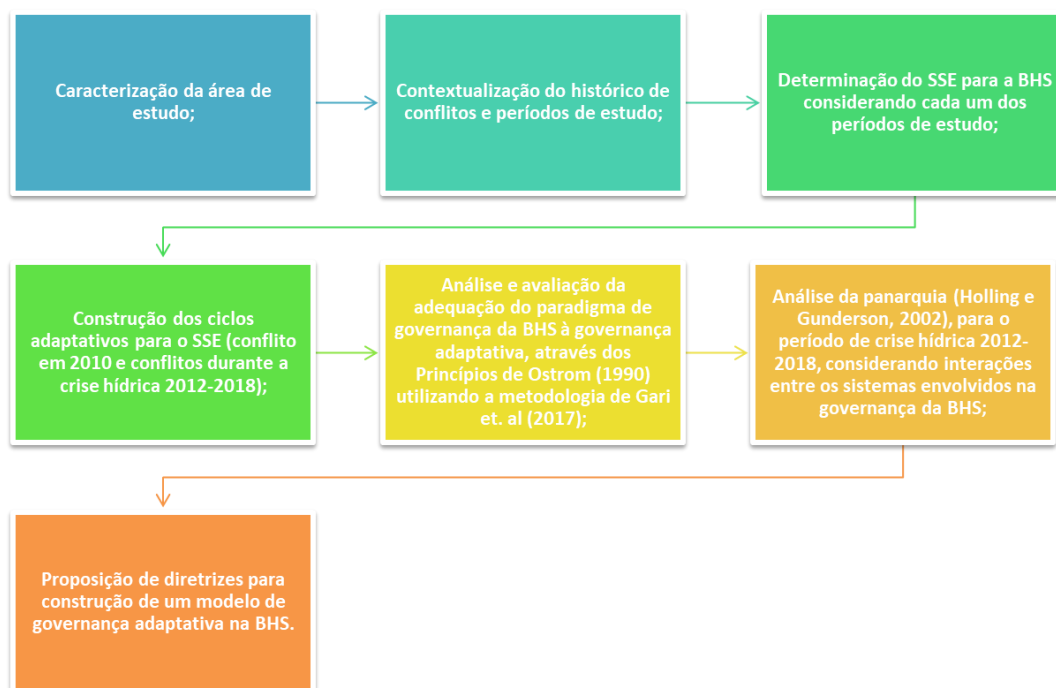 Caracterização da área de
estudo;
Contextualização do histórico de
conflitos e períodos de estudo;
Determinação do SSE para a BHS
considerando cada um dos
períodos de estudo;
Construção dos ciclos
adaptativos para o SSE (conflito
em 2010 e conflitos durante a
crise hídrica 2012-2018);
Análise e avaliação da
adequação do paradigma de
governança da BHS à governança
adaptativa, através dos
Princípios de Ostrom (1990)
utilizando a metodologia de Gari
et. al (2017);
Análise da panarquia (Holling e
Gunderson, 2002), para o
período de crise hídrica 2012-
2018, considerando interações
entre os sistemas envolvidos na
governança da BHS;
Proposição de diretrizes para
construção de um modelo de
governança adaptativa na BHS.